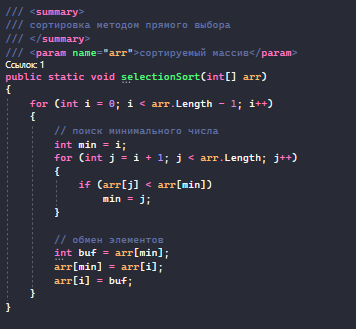 /// <summary>
/// сортировка методом прямого выбора
/// </summary>
/// <param name="arr">сортируемый массив</param>
Ссылок: 1
public static void selectionSort(int[] arr)
{
    for (int i = 0; i < arr.Length - 1; i++)
    {
        // поиск минимального числа
        int min = i;
        for (int j = i + 1; j < arr.Length; j++)
        {
            if (arr[j] < arr[min])
                min = j;
        }

        // обмен элементов
        int buf = arr[min];
        arr[min] = arr[i];
        arr[i] = buf;
    }
}